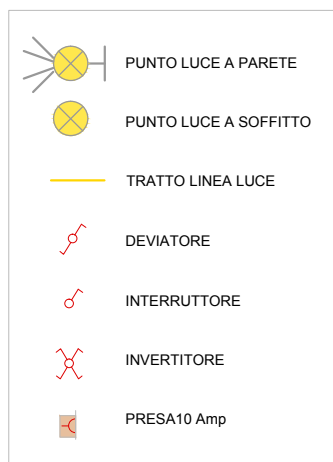 PUNTO LUCE A PARETE
PUNTO LUCE A SOFFITTO
TRATTO LINEA LUCE
DEVIATORE
INTERRUTTORE
INVERTITORE
PRESA10 Amp